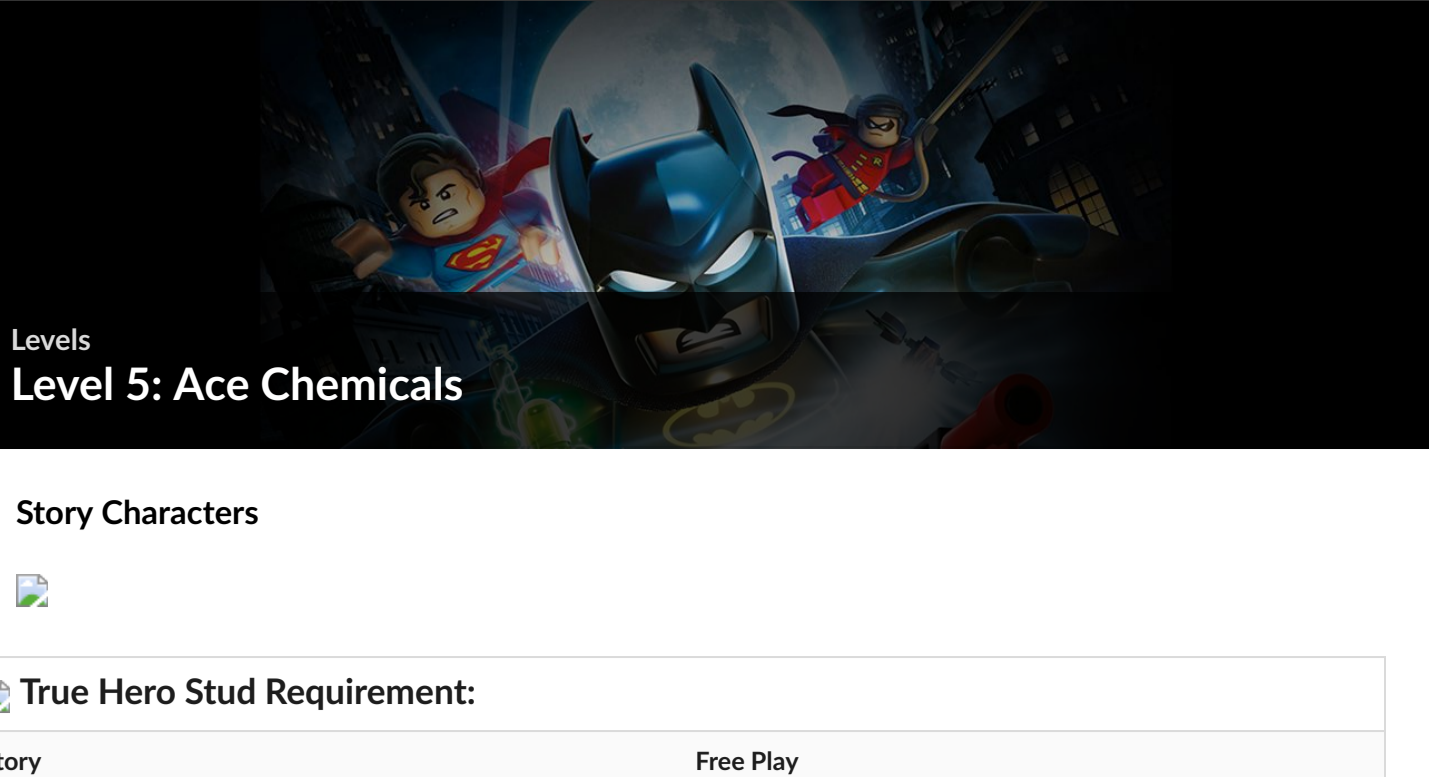 Levels
Level 5: Ace Chemicals
Story Characters
True Hero Stud Requirement:
tory
Free Play